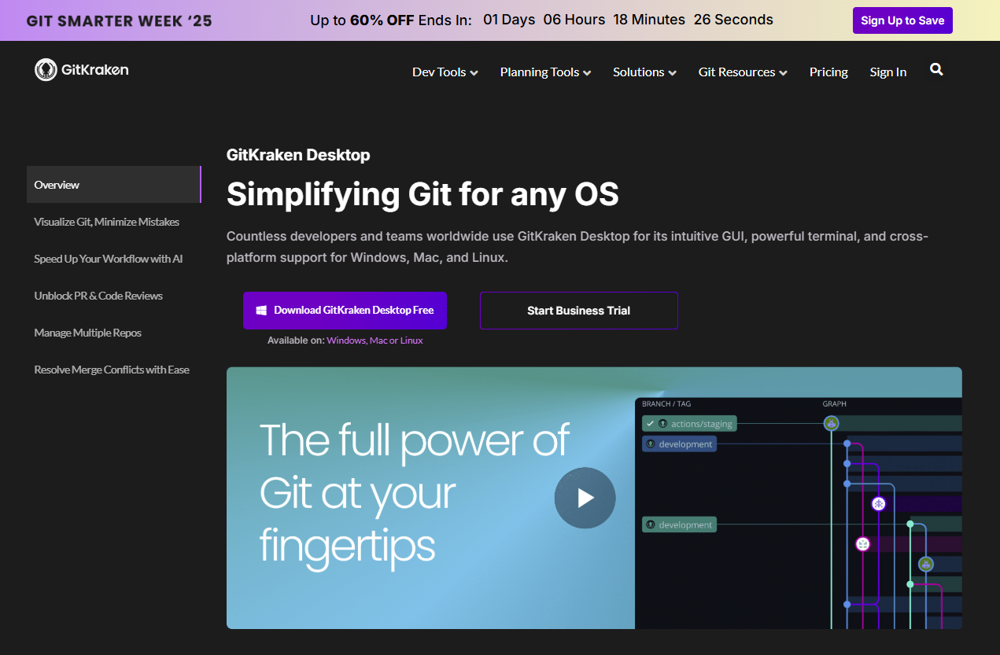 GIT SMARTER WEEK ‘25
Up to 60% OFF Ends In: 01 Days 06 Hours 18 Minutes 26 Seconds
Sign Up to Save
GitKraken
Dev Tools
Planning Tools
Solutions
Git Resources
Pricing
Sign In
Overview
Visualize Git, Minimize Mistakes
Speed Up Your Workflow with AI
Unblock PR & Code Reviews
Manage Multiple Repos
Resolve Merge Conflicts with Ease
GitKraken Desktop
Simplifying Git for any OS
Countless developers and teams worldwide use GitKraken Desktop for its intuitive GUI, powerful terminal, and cross-
platform support for Windows, Mac, and Linux.
Download GitKraken Desktop Free
Start Business Trial
Available on: Windows, Mac or Linux
The full power of
Git at your
fingertips
BRANCH / TAG
GRAPH
actions/staging
development
development